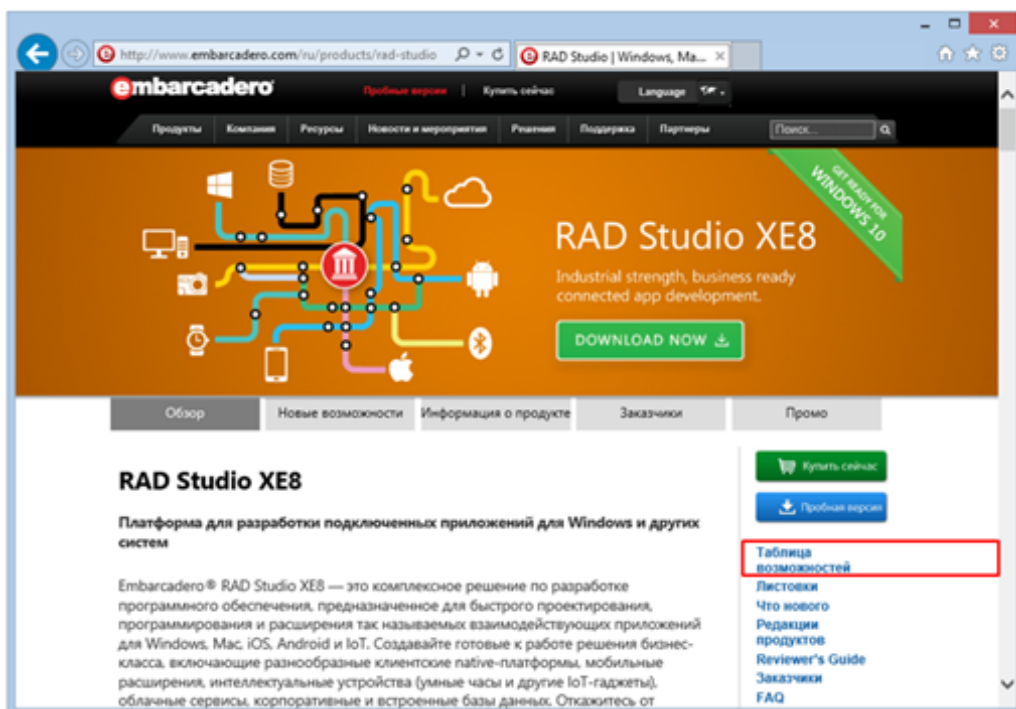 http://www.embarcadero.com/ru/products/rad-studio
RAD Studio | Windows, Ma...
embarcadero
Пробные версии | Купить сейчас
Language
Продукты Компания Ресурсы Новости и мероприятия Решения Поддержка Партнеры
Поиск...
GET READY FOR
WINDOWS 10
RAD Studio XE8
Industrial strength, business ready
connected app development.
DOWNLOAD NOW
Обзор Новые возможности Информация о продукте Заказчики Промо
RAD Studio XE8
Платформа для разработки подключенных приложений для Windows и других
систем
Embarcadero® RAD Studio XE8 — это комплексное решение по разработке
программного обеспечения, предназначенное для быстрого проектирования,
программирования и расширения так называемых взаимодействующих приложений
для Windows, Mac, iOS, Android и IoT. Создавайте готовые к работе решения бизнес-
класса, включающие разнообразные клиентские native-платформы, мобильные
расширения, интеллектуальные устройства (умные часы и другие IoT-гаджеты),
облачные сервисы, корпоративные и встроенные базы данных. Откажитесь от
Купить сейчас
Пробная версия
Таблица
возможностей
Листовки
Что нового
Редакции
продуктов
Reviewer's Guide
Заказчики
FAQ